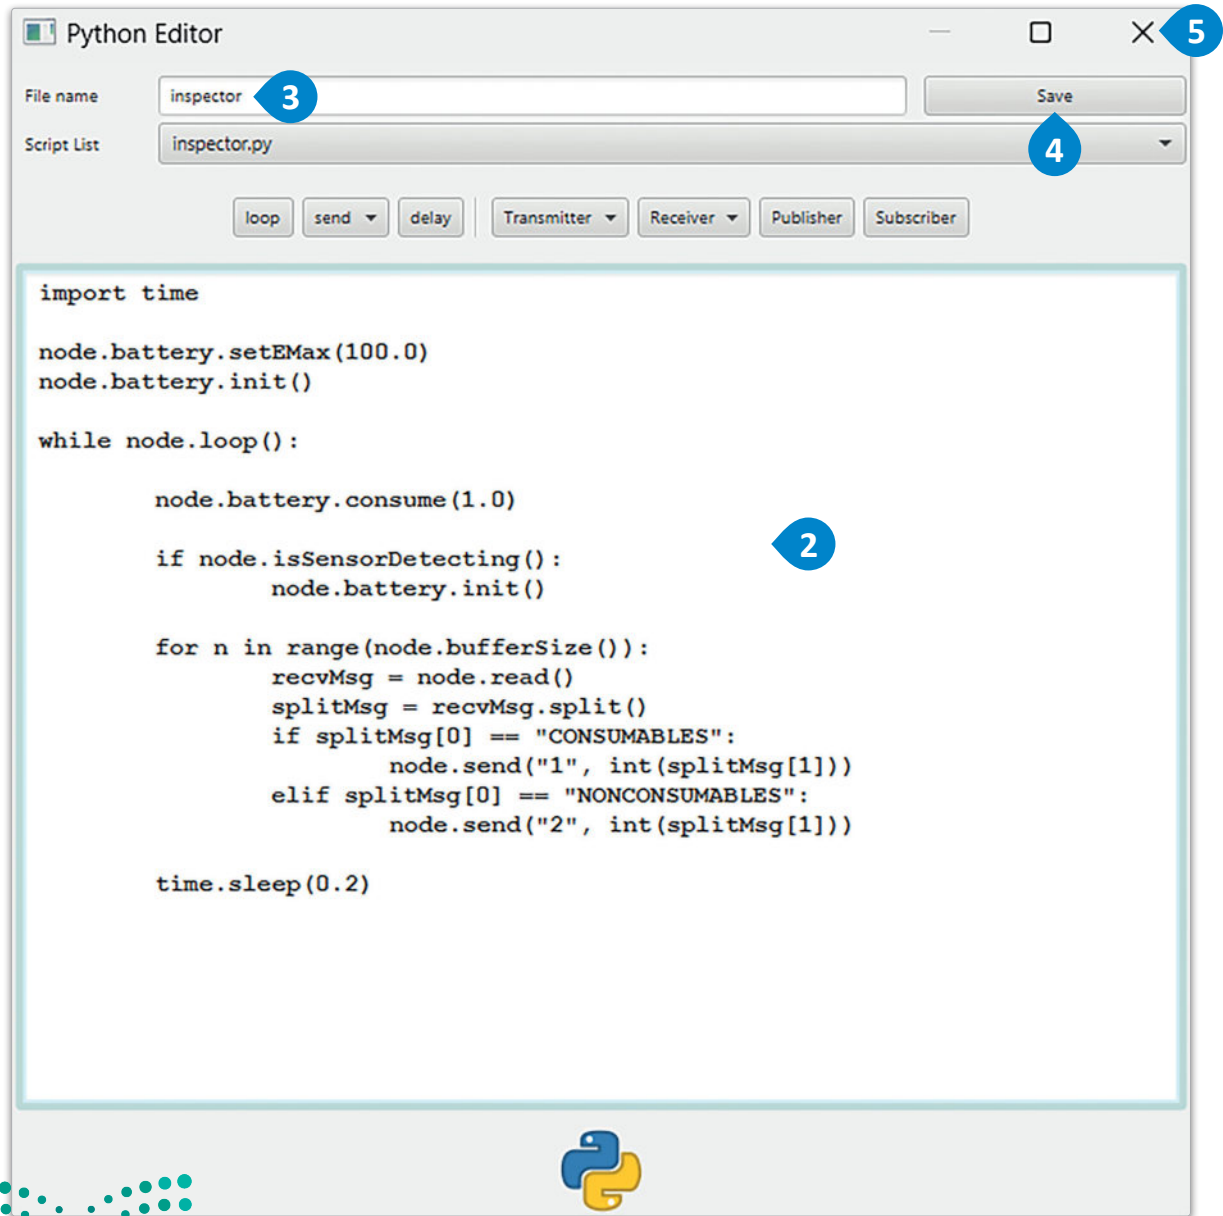 Python Editor
5
File name
inspector
3
Save
Script List
inspector.py
4
loop
send
delay
Transmitter
Receiver
Publisher
Subscriber
import time
node.battery.setEMax(100.0)
node.battery.init()
while node.loop():
node.battery.consume(1.0)
if node.isSensorDetecting():
2
node.battery.init()
for n in range(node.bufferSize()):
recvMsg = node.read()
splitMsg = recvMsg.split()
if splitMsg[0] == "CONSUMABLES":
node.send("1", int(splitMsg[1]))
elif splitMsg[0] == "NONCONSUMABLES":
node.send("2", int(splitMsg[1]))
time.sleep(0.2)